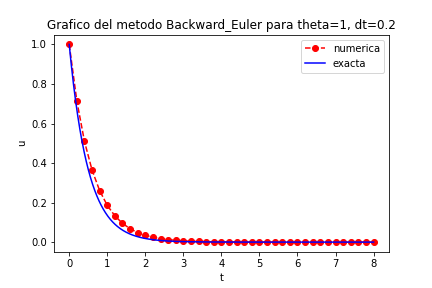 Grafico del metodo Backward_Euler para theta=1, dt=0.2
numerica
exacta
1.0
0.8
0.6
0.4
0.2
0.0
u
0 1 2 3 4 5 6 7 8
t